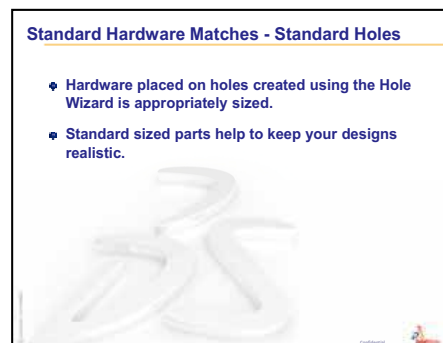 Standard Hardware Matches - Standard Holes
Hardware placed on holes created using the Hole
Wizard is appropriately sized.
Standard sized parts help to keep your designs
realistic.